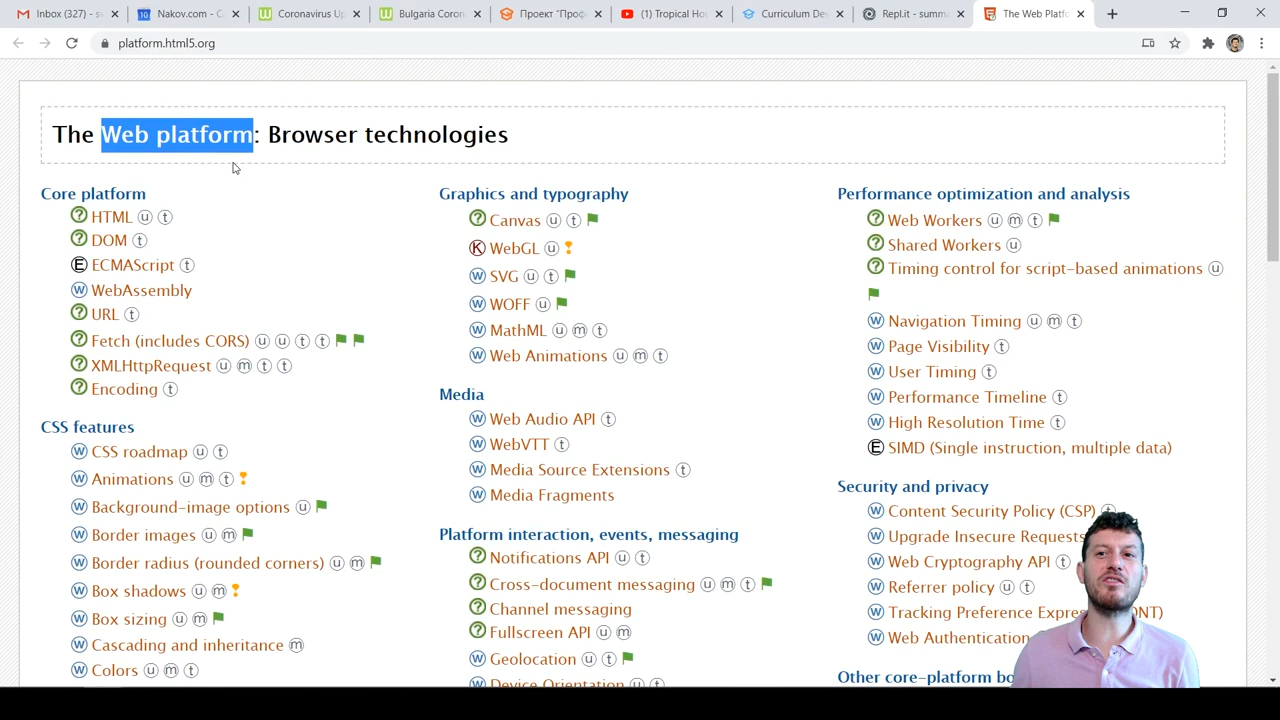 Inbox (327) - s
Nakov.com - C
Coronavirus Up
Bulgaria Coron
Проект "Проф
(1) Tropical Ho
Curriculum De
Repl.it - summ
The Web Platfo
platform.html5.org
The Web platform: Browser technologies
Core platform
HTML u t
DOM t
E ECMAScript t
W WebAssembly
URL t
Fetch (includes CORS) u u t t
XMLHttpRequest u m t t
Encoding t
CSS features
W CSS roadmap u t
W Animations u m t
W Background-image options u
W Border images u m
W Border radius (rounded corners) u m
W Box shadows u m
W Box sizing u m
W Cascading and inheritance m
W Colors u m t
Graphics and typography
Canvas u t
K WebGL u
W SVG u t
W WOFF u
W MathML u m t
W Web Animations u m t
Media
W Web Audio API t
W WebVTT t
W Media Source Extensions t
W Media Fragments
Platform interaction, events, messaging
Notifications API u t
Cross-document messaging u m t
Channel messaging
Fullscreen API u m
W Geolocation u t
W Device Orientation u t
Performance optimization and analysis
Web Workers u m t
Shared Workers u
Timing control for script-based animations u
W Navigation Timing u m t
W Page Visibility t
W User Timing t
W Performance Timeline t
W High Resolution Time t
E SIMD (Single instruction, multiple data)
Security and privacy
W Content Security Policy (CSP) t
W Upgrade Insecure Requests
W Web Cryptography API t
W Referrer policy u t
W Tracking Preference Expre NT)
W Web Authentication
Other core-platform